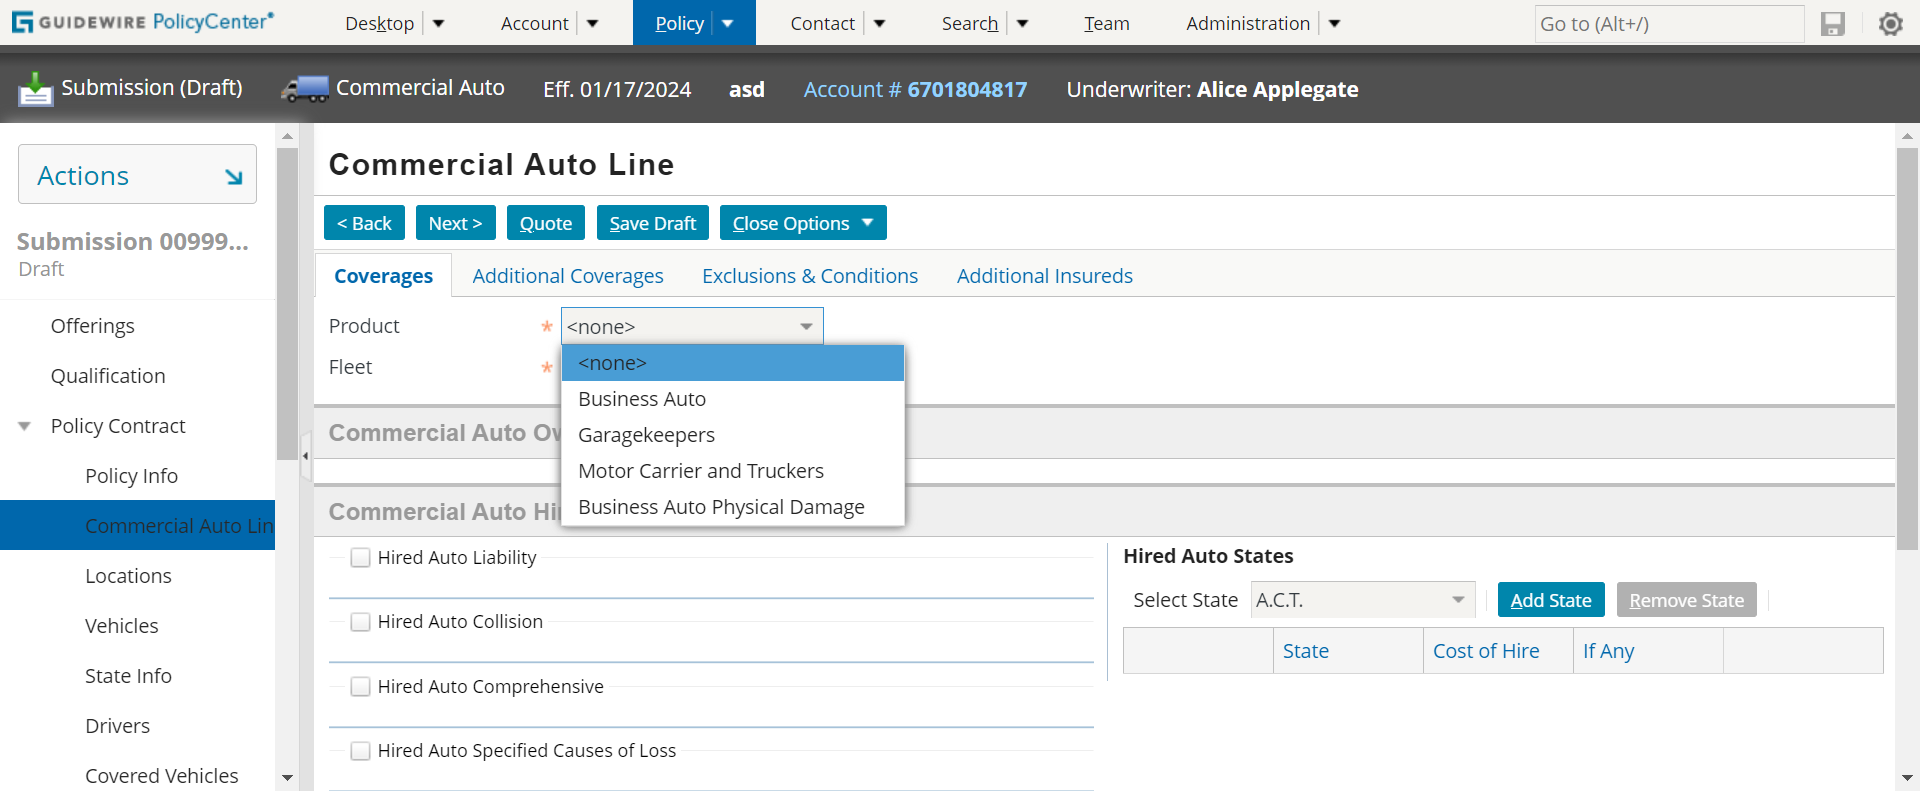 GUIDEWIRE PolicyCenter®
Desktop
Account
Policy
Contact
Search
Team
Administration
Go to (Alt+/)
Submission (Draft)
Commercial Auto
Eff. 01/17/2024
asd
Account # 6701804817
Underwriter: Alice Applegate
Actions
Submission 00999...
Draft
Offerings
Qualification
Policy Contract
Policy Info
Commercial Auto Lin
Locations
Vehicles
State Info
Drivers
Covered Vehicles
Commercial Auto Line
< Back
Next >
Quote
Save Draft
Close Options
Coverages
Additional Coverages
Exclusions & Conditions
Additional Insureds
Product
* <none>
Fleet
*
<none>
Business Auto
Garagekeepers
Motor Carrier and Truckers
Business Auto Physical Damage
Commercial Auto
Commercial Auto
Hired Auto Liability
Hired Auto Collision
Hired Auto Comprehensive
Hired Auto Specified Causes of Loss
Hired Auto States
Select State
A.C.T.
Add State
Remove State
State
Cost of Hire
If Any